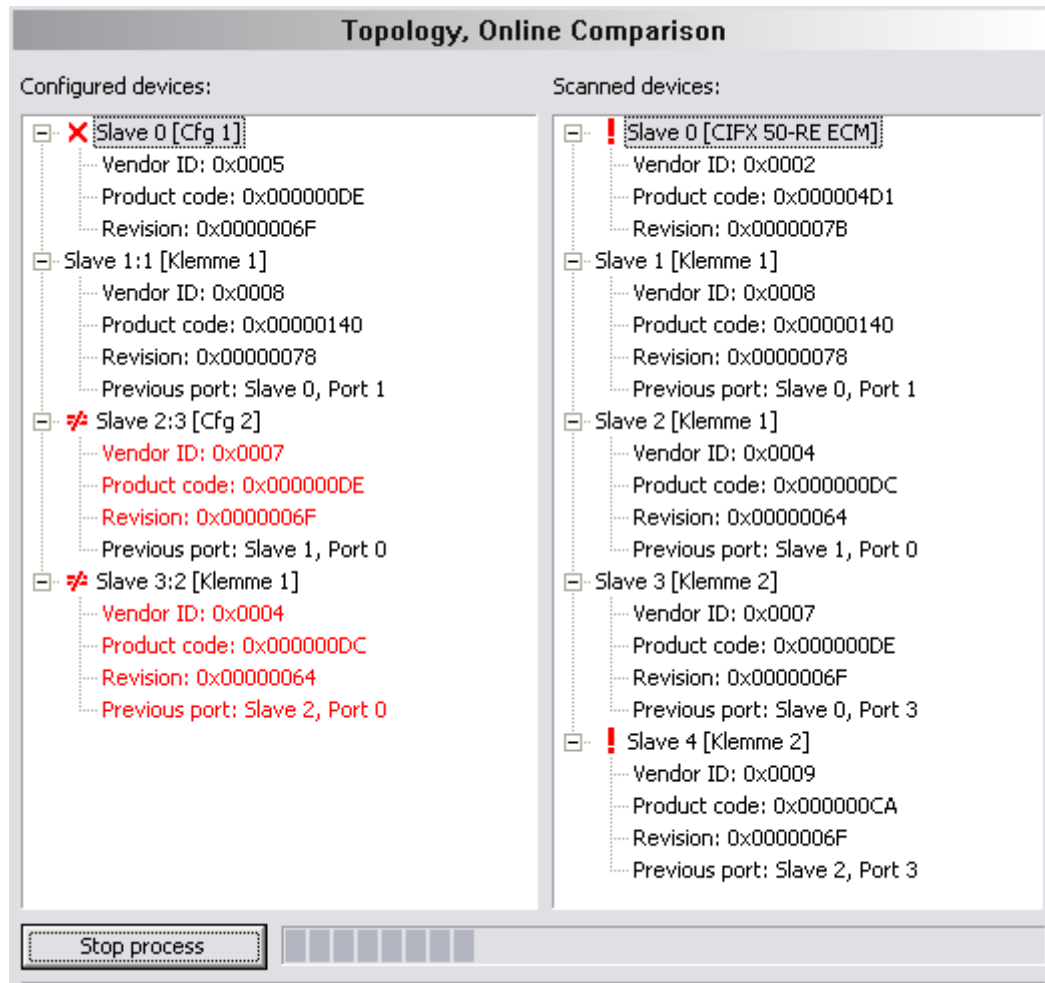 Topology, Online Comparison
Configured devices:
Slave 0 [Cfg 1]
Vendor ID: 0x0005
Product code: 0x000000DE
Revision: 0x0000006F
Slave 1:1 [Klemme 1]
Vendor ID: 0x0008
Product code: 0x00000140
Revision: 0x00000078
Previous port: Slave 0, Port 1
Slave 2:3 [Cfg 2]
Vendor ID: 0x0007
Product code: 0x000000DE
Revision: 0x0000006F
Previous port: Slave 1, Port 0
Slave 3:2 [Klemme 1]
Vendor ID: 0x0004
Product code: 0x000000DC
Revision: 0x00000064
Previous port: Slave 2, Port 0
Scanned devices:
Slave 0 [CIFX 50-RE ECM]
Vendor ID: 0x0002
Product code: 0x000004D1
Revision: 0x0000007B
Slave 1 [Klemme 1]
Vendor ID: 0x0008
Product code: 0x00000140
Revision: 0x00000078
Previous port: Slave 0, Port 1
Slave 2 [Klemme 1]
Vendor ID: 0x0004
Product code: 0x000000DC
Revision: 0x00000064
Previous port: Slave 1, Port 0
Slave 3 [Klemme 2]
Vendor ID: 0x0007
Product code: 0x000000DE
Revision: 0x0000006F
Previous port: Slave 0, Port 3
Slave 4 [Klemme 2]
Vendor ID: 0x0009
Product code: 0x000000CA
Revision: 0x0000006F
Previous port: Slave 2, Port 3
Stop process